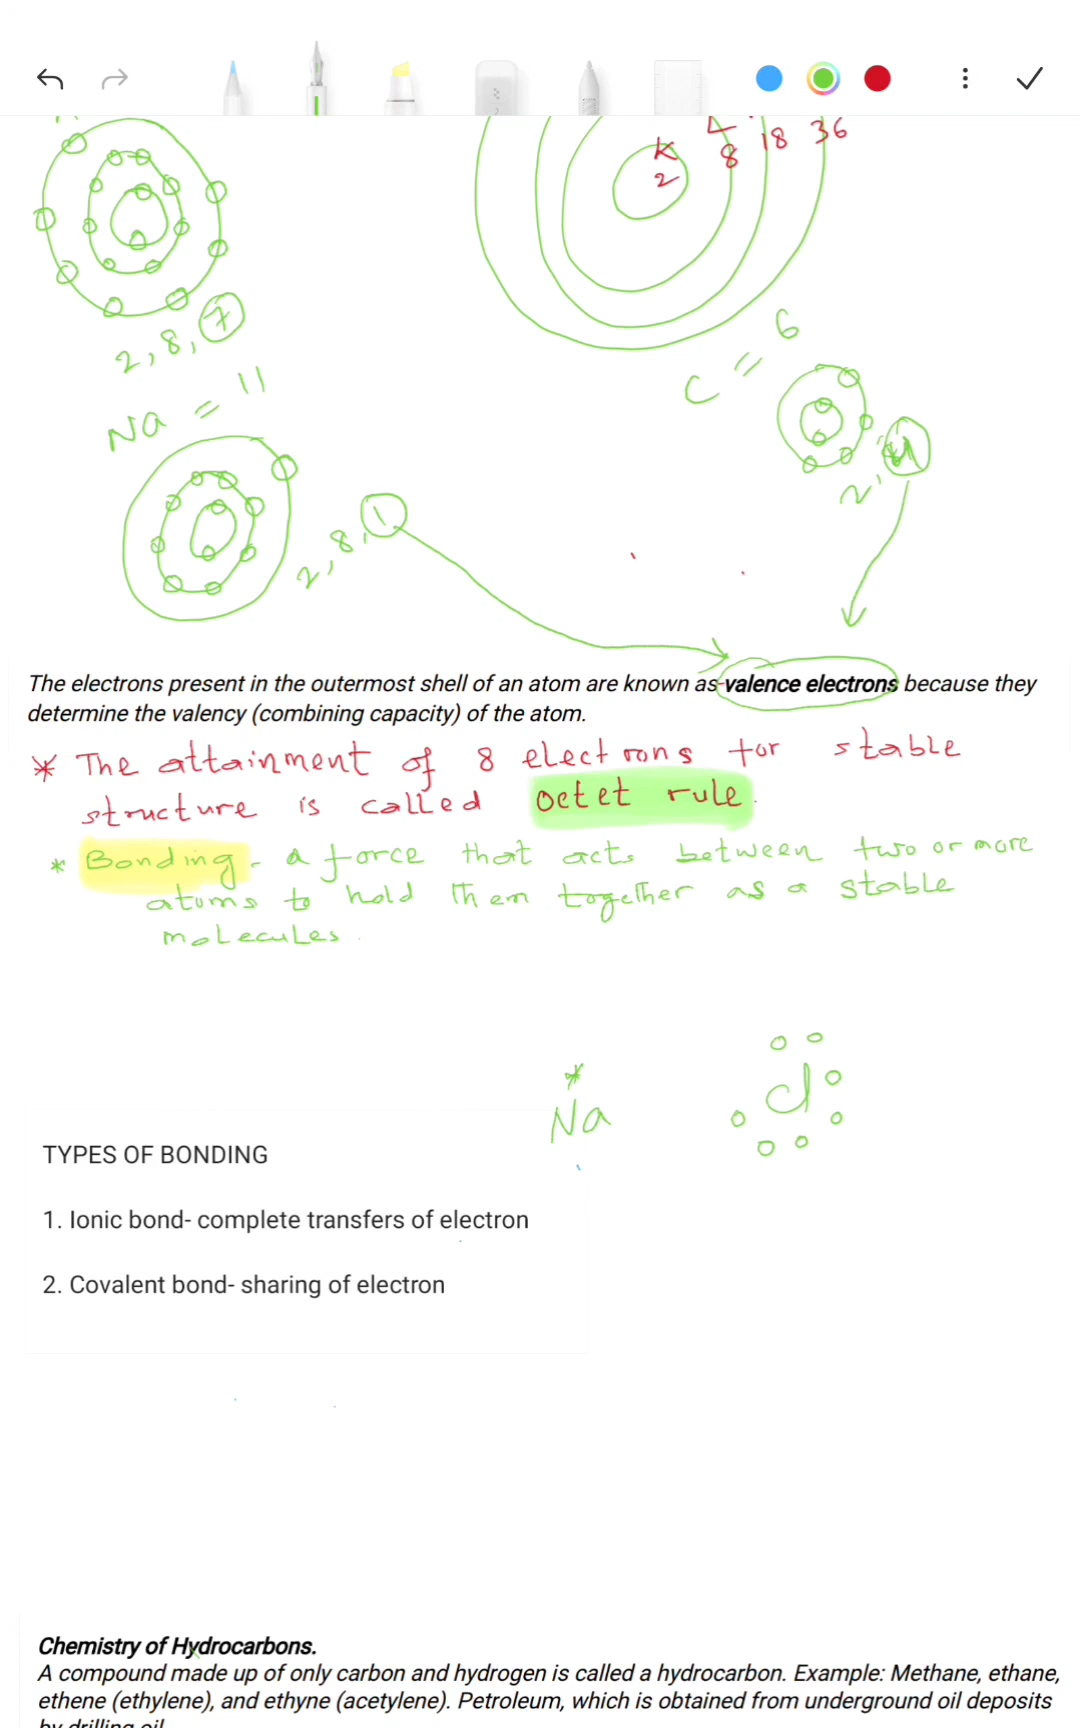 K L 18 36
2 8
2, 8, 7
C = 6
Na = 11
2,
2, 8, 1
The electrons present in the outermost shell of an atom are known as valence electrons because they
determine the valency (combining capacity) of the atom.
* The attainment of 8 electrons for stable
structure is called octet rule.
* Bonding - a force that acts between two or more
atoms to hold them together as a stable
molecules.
Na Cl
TYPES OF BONDING
1. Ionic bond- complete transfers of electron
2. Covalent bond- sharing of electron
Chemistry of Hydrocarbons.
A compound made up of only carbon and hydrogen is called a hydrocarbon. Example: Methane, ethane,
ethene (ethylene), and ethyne (acetylene). Petroleum, which is obtained from underground oil deposits
by drilling oil